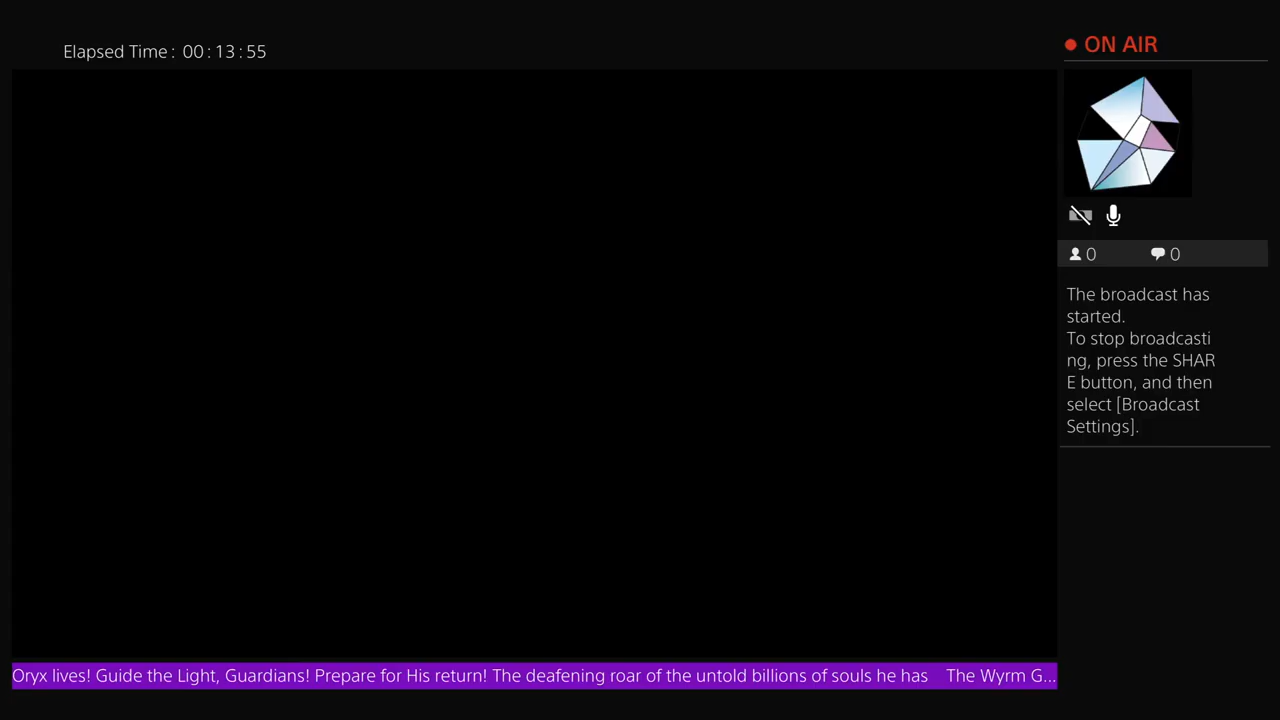 Elapsed Time : 00 : 13 : 55
ON AIR
0 0
The broadcast has
started.
To stop broadcasti
ng, press the SHAR
E button, and then
select [Broadcast
Settings].
Oryx lives! Guide the Light, Guardians! Prepare for His return! The deafening roar of the untold billions of souls he has The Wyrm G...